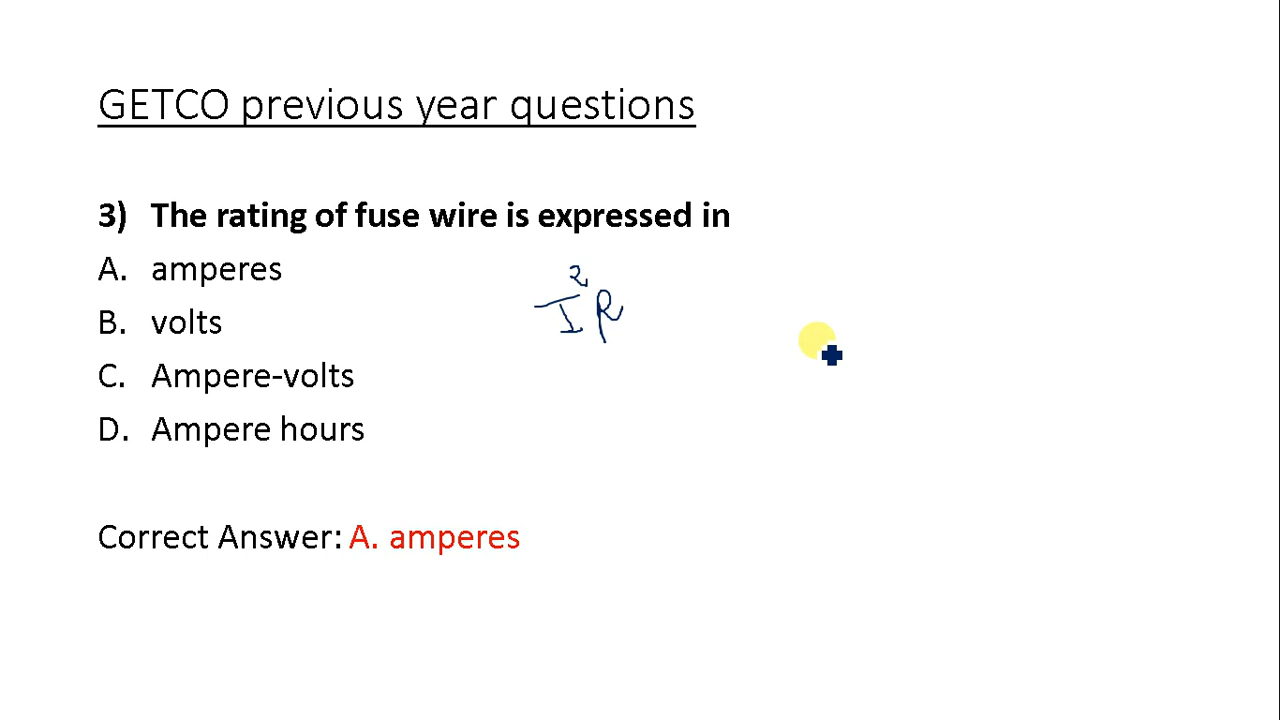 GETCO previous year questions
3) The rating of fuse wire is expressed in
A. amperes
B. volts
I²R
C. Ampere-volts
D. Ampere hours
Correct Answer: A. amperes